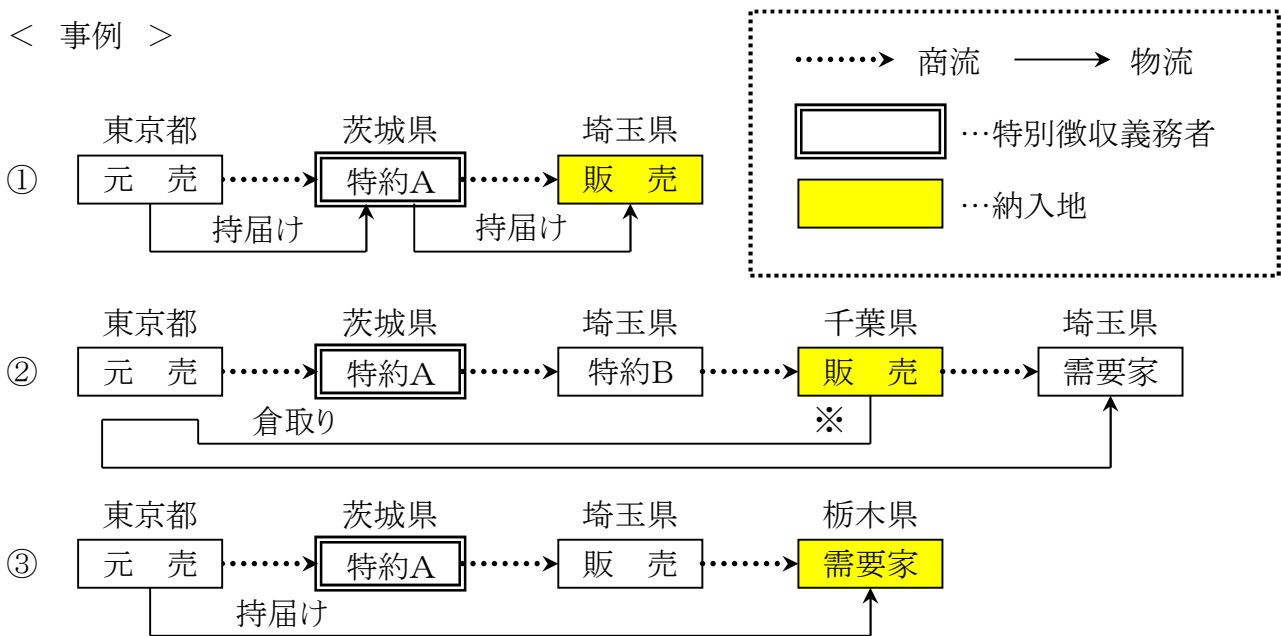 < 事例 >
商流 物流
…特別徴収義務者
…納入地
東京都 茨城県 埼玉県
① 元 売 特約A 販 売
持届け 持届け
東京都 茨城県 埼玉県 千葉県 埼玉県
② 元 売 特約A 特約B 販 売 需要家
倉取り ※
東京都 茨城県 埼玉県 栃木県
③ 元 売 特約A 販 売 需要家
持届け